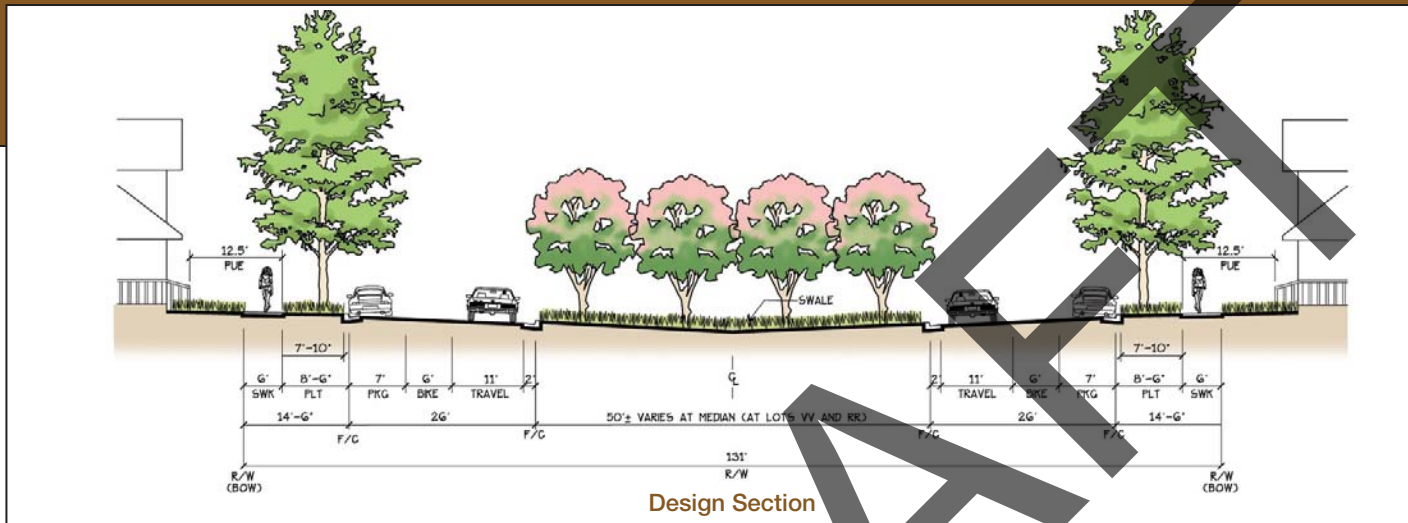 12.5'
PUE
12.5'
PUE
SWALE
7'-10"
7'-10"
6' 8'-6" 7' 6' 11' 2' ℄ 2' 11' 6' 7' 8'-6" 6'
SWK PLT PKG BIKE TRAVEL TRAVEL BIKE PKG PLT SWK
14'-6" 26' 50'± VARIES AT MEDIAN (AT LOTS VV AND RR) 26' 14'-6"
F/C F/C F/C F/C
131'
R/W R/W R/W
(BOW) (BOW)
Design Section
AFT